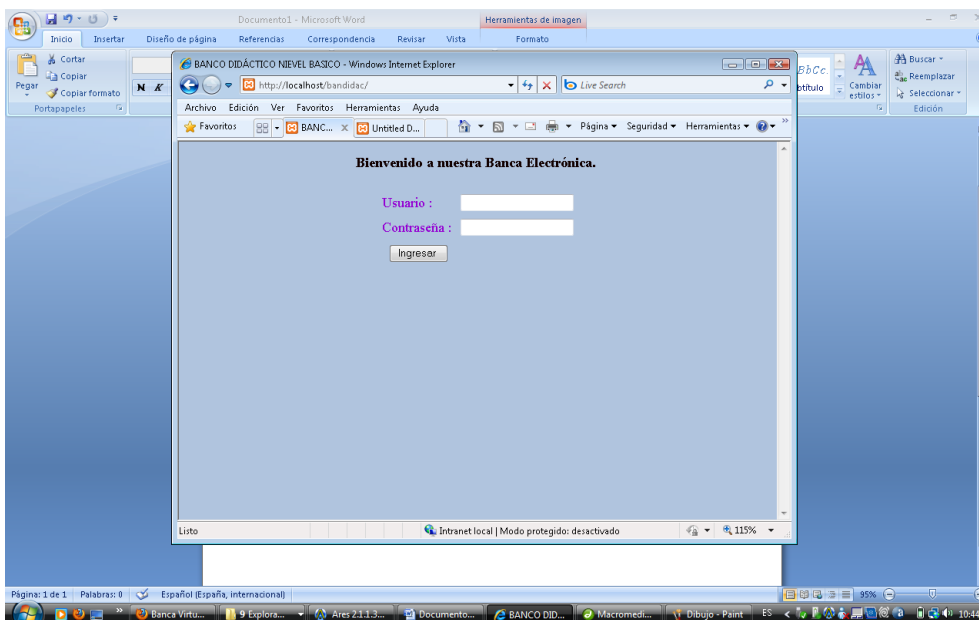 Documento1 - Microsoft Word
Herramientas de imagen
Inicio Insertar Diseño de página Referencias Correspondencia Revisar Vista Formato
Cortar
Copiar
Pegar
Copiar formato
Portapapeles
N K
BbCc.
btítulo
Cambiar estilos
Buscar
Reemplazar
Seleccionar
Edición
BANCO DIDÁCTICO NIEVEL BASICO - Windows Internet Explorer
http://localhost/bandidac/
Live Search
Archivo Edición Ver Favoritos Herramientas Ayuda
Favoritos BANC... Untitled D... Página Seguridad Herramientas
Bienvenido a nuestra Banca Electrónica.
Usuario :
Contraseña :
Ingresar
Listo Intranet local | Modo protegido: desactivado 115%
Página: 1 de 1 Palabras: 0 Español (España, internacional) 95%
Banca Virtu... 9 Explora... Ares 2.1.1.3... Documento... BANCO DID... Macromedi... Dibujo - Paint ES 10:44